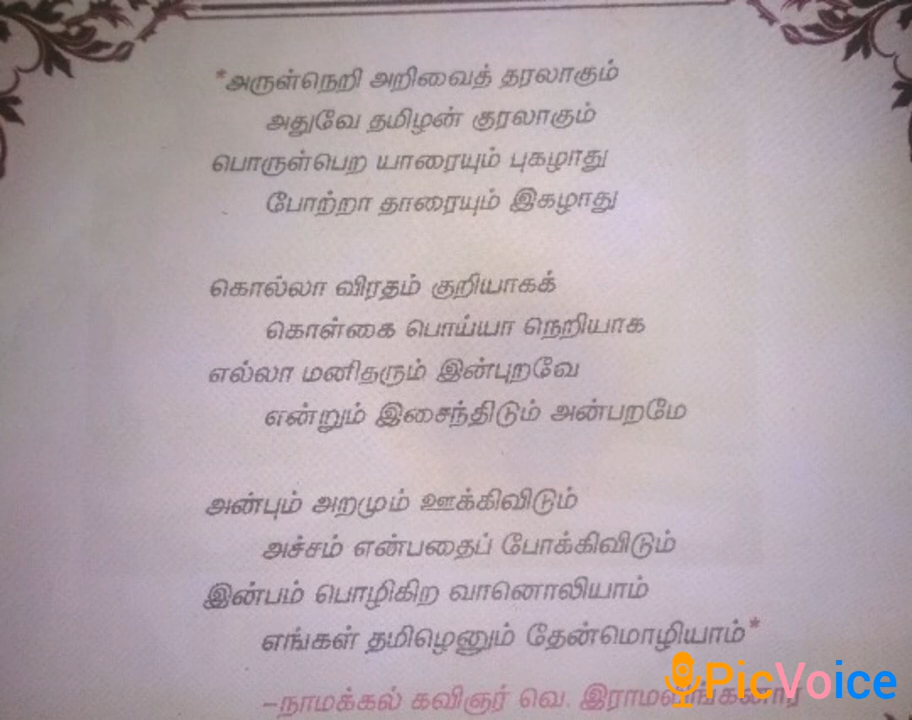 *அருள்நெறி அறிவைத் தரலாகும்
அதுவே தமிழன் குரலாகும்
பொருள்பெற யாரையும் புகழாது
போற்றா தாரையும் இகழாது
கொல்லா விரதம் குறியாகக்
கொள்கை பொய்யா நெறியாக
எல்லா மனிதரும் இன்புறவே
என்றும் இசைந்திடும் அன்பறமே
அன்பும் அறமும் ஊக்கிவிடும்
அச்சம் என்பதைப் போக்கிவிடும்
இன்பம் பொழிகிற வானொலியாம்
எங்கள் தமிழெனும் தேன்மொழியாம்*
–நாமக்கல் கவிஞர் வெ.
PicVoice